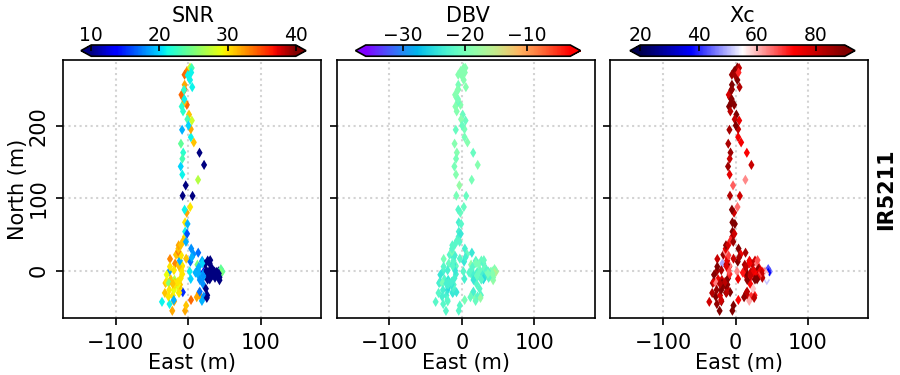 SNR DBV Xc
10 20 30 40 −30 −20 −10 20 40 60 80
North (m)
200
100
0
−100 0 100 −100 0 100 −100 0 100
East (m) East (m) East (m)
IR5211